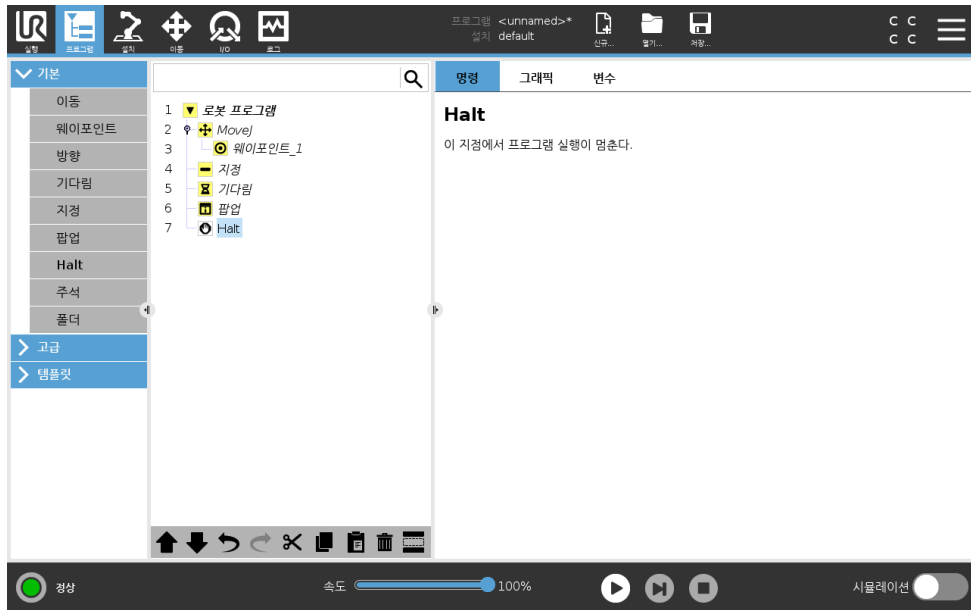 UR
프로그램 <unnamed>*
설치 default
C C
C C
실행 프로그램 설치 이동 I/O 로그 신규... 열기... 저장...
기본
이동
웨이포인트
방향
기다림
지정
팝업
Halt
주석
폴더
고급
템플릿
1 로봇 프로그램
2 MoveJ
3 웨이포인트_1
4 지정
5 기다림
6 팝업
7 Halt
명령 그래픽 변수
Halt
이 지점에서 프로그램 실행이 멈춘다.
정상 속도 100% 시뮬레이션